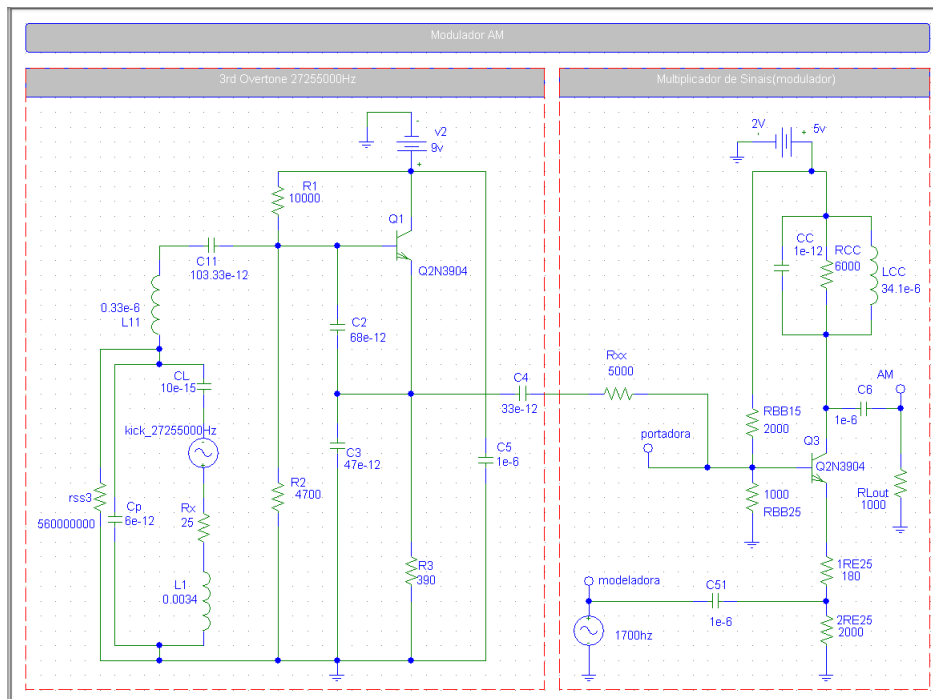 Modulador AM
3rd Overtone 27255000Hz
Multiplicador de Sinais(modulador)
v2
9v
-
+
R1
10000
Q1
Q2N3904
C11
103.33e-12
0.33e-6
L11
C2
68e-12
CL
10e-15
kick_27255000Hz
C3
47e-12
C4
33e-12
C5
1e-6
R2
4700
rss3
560000000
Cp
6e-12
Rx
25
L1
0.0034
R3
390
2V
-
+
5v
CC
1e-12
RCC
6000
LCC
34.1e-6
Rxx
5000
AM
C6
1e-6
portadora
RBB15
2000
Q3
Q2N3904
1000
RBB25
RLout
1000
1RE25
180
modeladora
C51
1e-6
2RE25
2000
+
1700hz